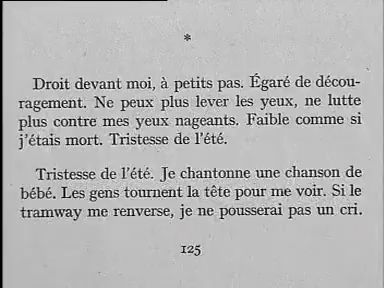 *
Droit devant moi, à petits pas. Égaré de décou-
ragement. Ne peux plus lever les yeux, ne lutte
plus contre mes yeux nageants. Faible comme si
j'étais mort. Tristesse de l'été.
Tristesse de l'été. Je chantonne une chanson de
bébé. Les gens tournent la tête pour me voir. Si le
tramway me renverse, je ne pousserai pas un cri.
125